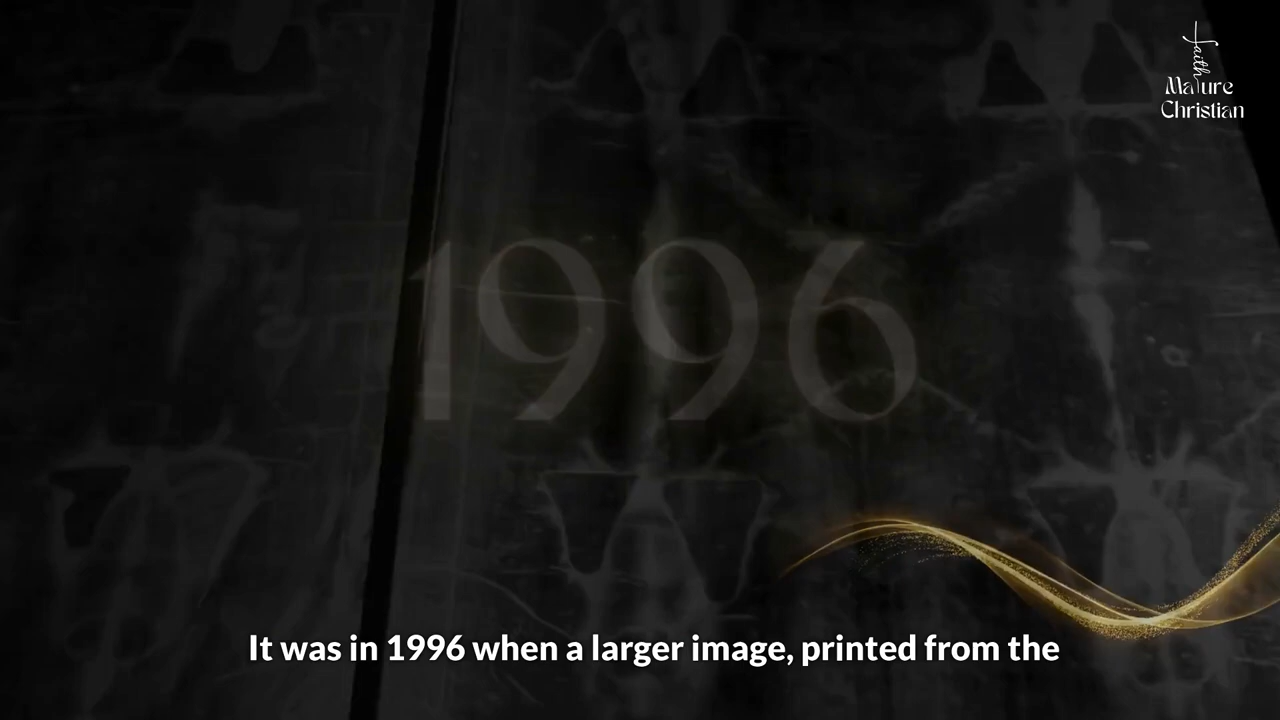 faith
Mature
Christian
1996
It was in 1996 when a larger image, printed from the